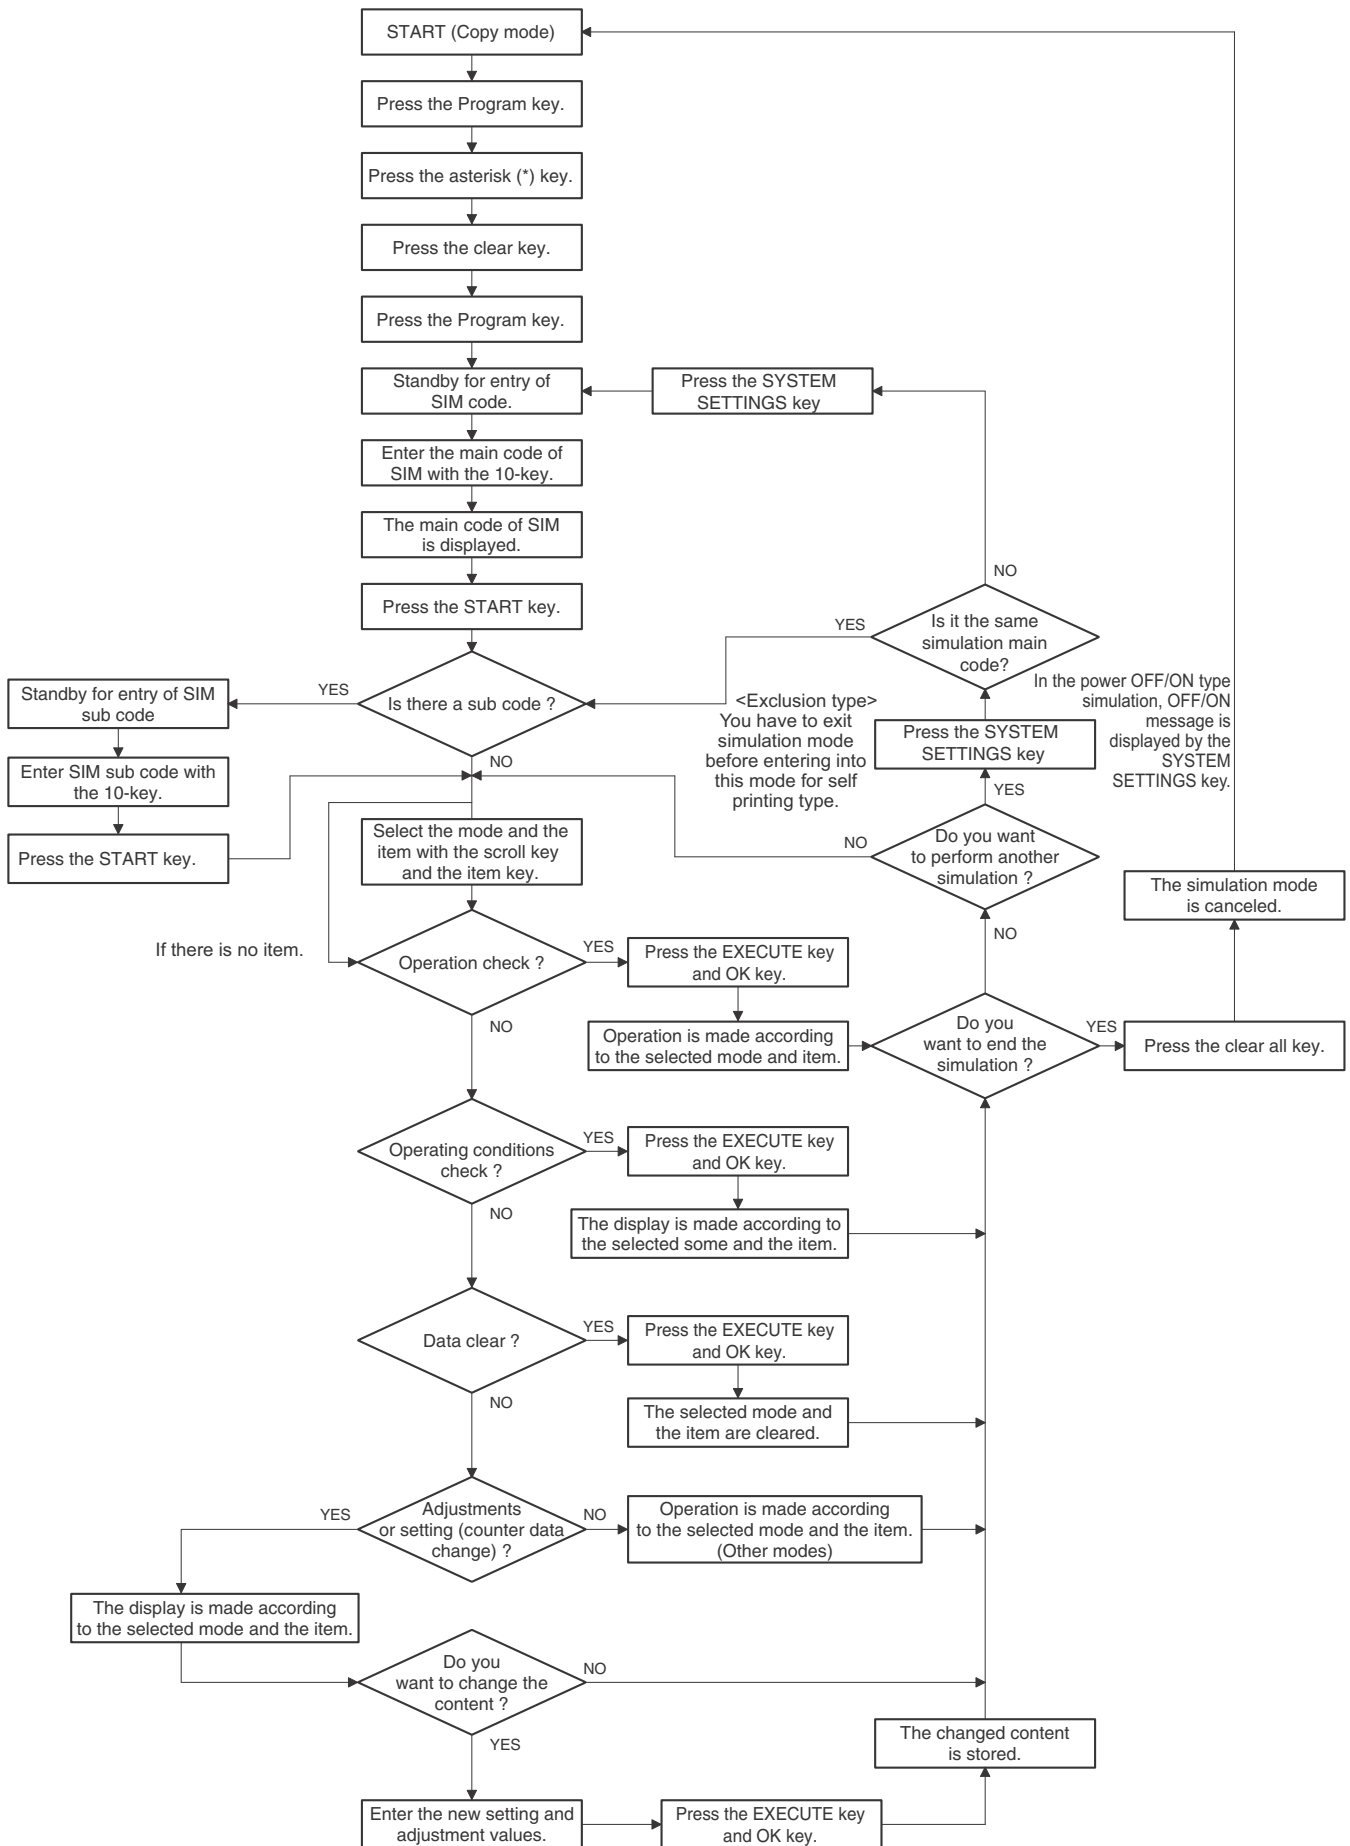 START (Copy mode)
Press the Program key.
Press the asterisk (*) key.
Press the clear key.
Press the Program key.
Standby for entry of
SIM code.
Press the SYSTEM
SETTINGS key
Enter the main code of
SIM with the 10-key.
The main code of SIM
is displayed.
Press the START key.
NO
YES
Is it the same
simulation main
code?
Standby for entry of SIM
sub code
YES
Is there a sub code ?
<Exclusion type>
You have to exit
simulation mode
before entering into
this mode for self
printing type.
In the power OFF/ON type
simulation, OFF/ON
message is
displayed by the
SYSTEM
SETTINGS key.
Press the SYSTEM
SETTINGS key
Enter SIM sub code with
the 10-key.
NO
YES
Press the START key.
Select the mode and the
item with the scroll key
and the item key.
NO
Do you want
to perform another
simulation ?
The simulation mode
is canceled.
NO
If there is no item.
Operation check ?
YES
Press the EXECUTE key
and OK key.
NO
Operation is made according
to the selected mode and item.
Do you
want to end the
simulation ?
YES
Press the clear all key.
Operating conditions
check ?
YES
Press the EXECUTE key
and OK key.
NO
The display is made according to
the selected some and the item.
Data clear ?
YES
Press the EXECUTE key
and OK key.
NO
The selected mode and
the item are cleared.
YES
Adjustments
or setting (counter data
change) ?
NO
Operation is made according
to the selected mode and the item.
(Other modes)
The display is made according
to the selected mode and the item.
Do you
want to change the
content ?
NO
YES
The changed content
is stored.
Enter the new setting and
adjustment values.
Press the EXECUTE key
and OK key.